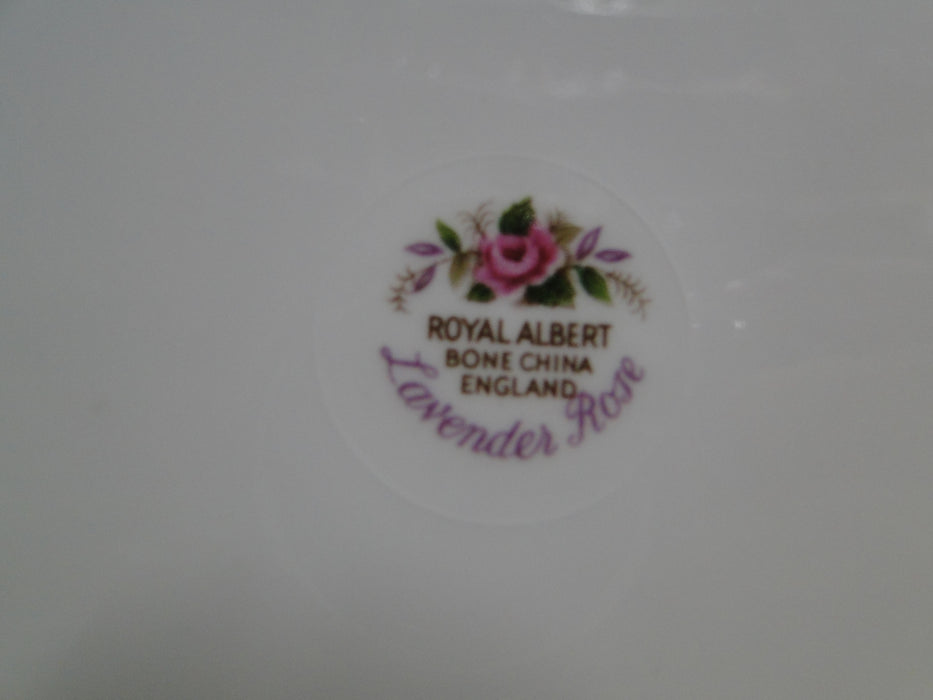 ROYAL ALBERT
BONE CHINA
ENGLAND
Lavender Rose